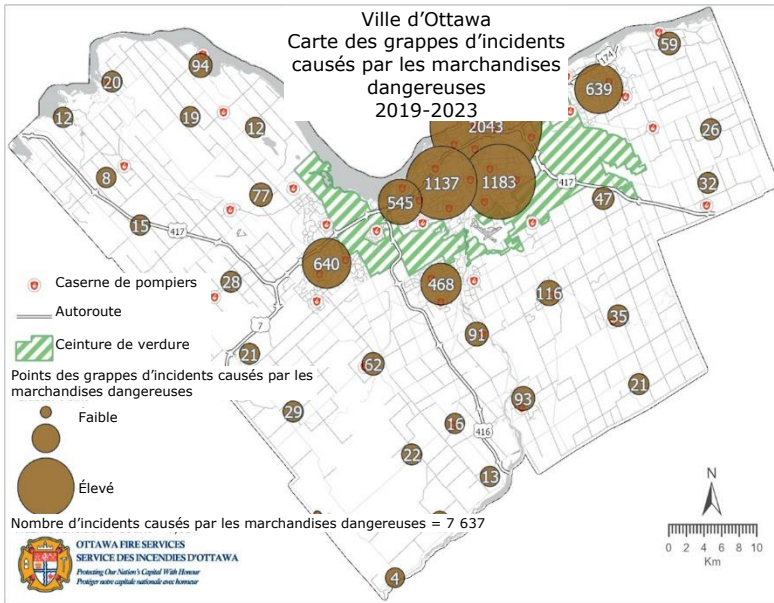 Ville d’Ottawa
Carte des grappes d’incidents
causés par les marchandises
dangereuses
2019-2023
59
174
94
20
639
2043
12
19
12
26
8
1137
1183
417
32
77
545
47
15
417
640
468
28
116
Caserne de pompiers
7
35
Autoroute
91
Ceinture de verdure
21
62
Points des grappes d’incidents causés par les
marchandises dangereuses
21
93
29
Faible
16
416
22
13
Élevé
N
Nombre d’incidents causés par les marchandises dangereuses = 7 637
0 2 4 6 8 10
Km
OTTAWA FIRE SERVICES
SERVICE DES INCENDIES D'OTTAWA
Protecting Our Nation's Capital With Honour
Protéger notre capitale nationale avec honneur
4